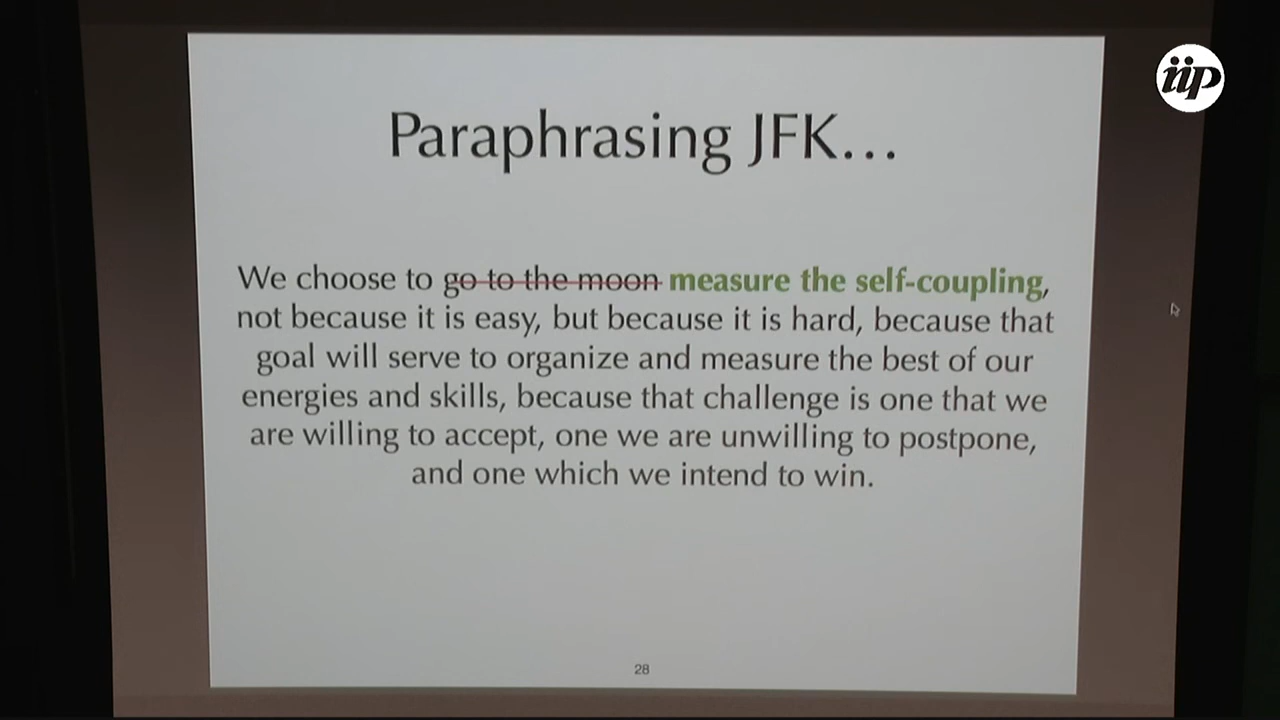 iip
Paraphrasing JFK...
We choose to go to the moon measure the self-coupling,
not because it is easy, but because it is hard, because that
goal will serve to organize and measure the best of our
energies and skills, because that challenge is one that we
are willing to accept, one we are unwilling to postpone,
and one which we intend to win.
28